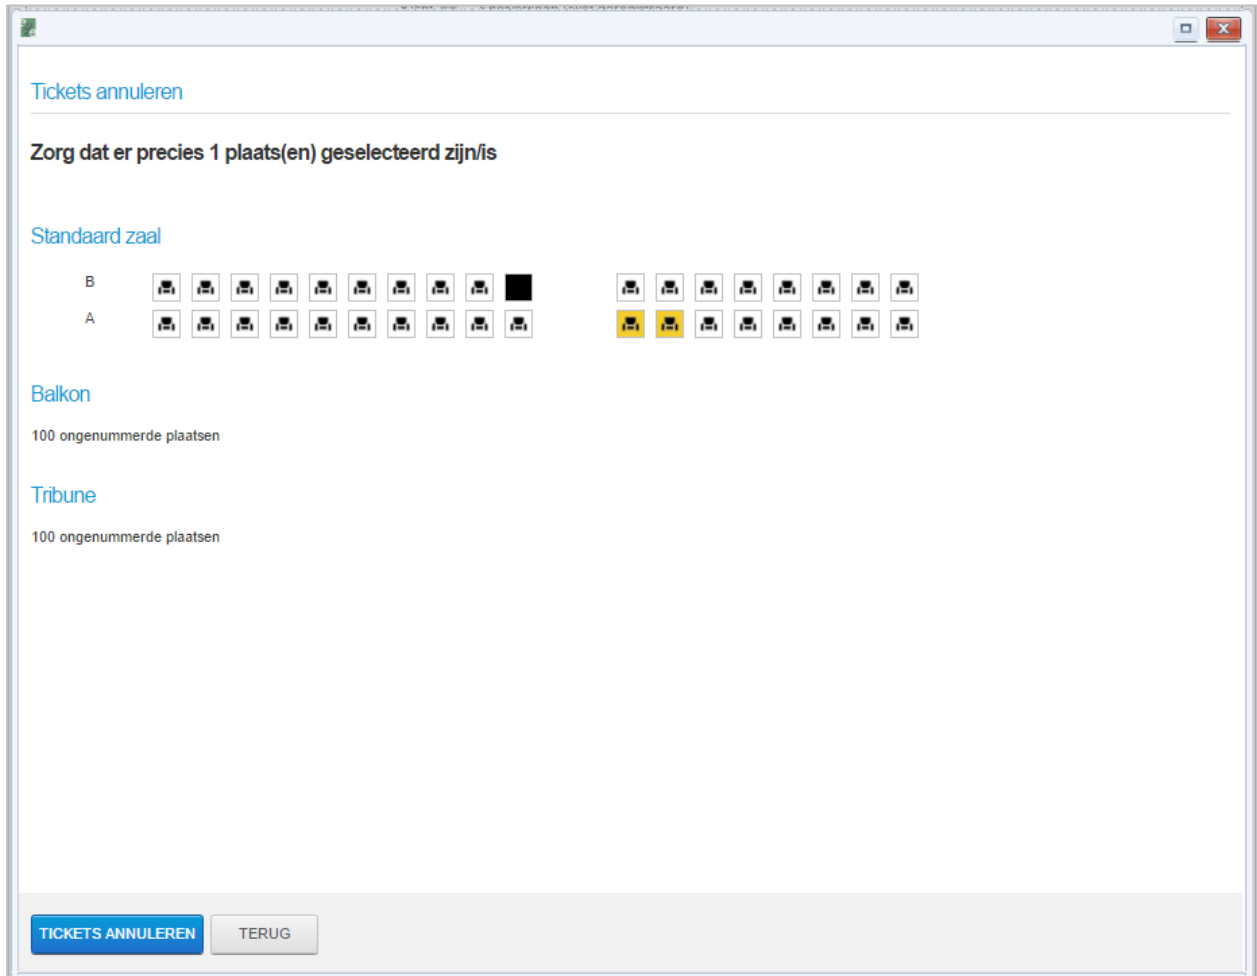 Tickets annuleren
Zorg dat er precies 1 plaats(en) geselecteerd zijn/is
Standaard zaal
B
A
Balkon
100 ongenummerde plaatsen
Tribune
100 ongenummerde plaatsen
TICKETS ANNULEREN TERUG